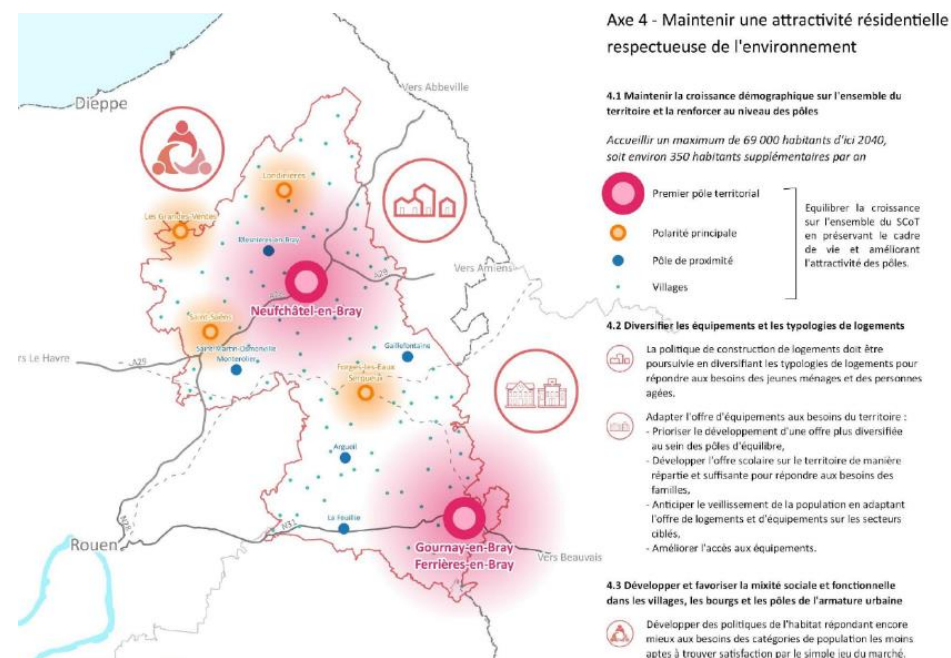 Axe 4 - Maintenir une attractivité résidentielle
respectueuse de l'environnement
4.1 Maintenir la croissance démographique sur l'ensemble du
territoire et la renforcer au niveau des pôles
Accueillir un maximum de 69 000 habitants d'ici 2040,
soit environ 350 habitants supplémentaires par an
Premier pôle territorial
Polarité principale
Pôle de proximité
Villages
Equilibrer la croissance
sur l'ensemble du SCoT
en préservant le cadre
de vie et améliorant
l'attractivité des pôles.
4.2 Diversifier les équipements et les typologies de logements
La politique de construction de logements doit être
poursuivie en diversifiant les typologies de logements pour
répondre aux besoins des jeunes ménages et des personnes
agées.
Adapter l'offre d'équipements aux besoins du territoire :
- Prioriser le développement d'une offre plus diversifiée
au sein des pôles d'équilibre,
- Développer l'offre scolaire sur le territoire de manière
répartie et suffisante pour répondre aux besoins des
familles,
- Anticiper le veillissement de la population en adaptant
l'offre de logements et d'équipements sur les secteurs
ciblés,
- Améliorer l'accès aux équipements.
4.3 Développer et favoriser la mixité sociale et fonctionnelle
dans les villages, les bourgs et les pôles de l'armature urbaine
Développer des politiques de l'habitat répondant encore
mieux aux besoins des catégories de population les moins
aptes à trouver satisfaction par le simple jeu du marché.
Dieppe
Vers Abbeville
Londinières
Les Grandes-Ventes
Mesnières-en-Bray
Vers Amiens
A28
Neufchâtel-en-Bray
Saint-Saëns
Saint-Martin-Osmonville
Montérolier
Gaillefontaine
rs Le Havre
A29
Forges-les-Eaux
Serqueux
Argueil
La Feuillie
N31
N28
Rouen
Gournay-en-Bray
Ferrières-en-Bray
Vers Beauvais